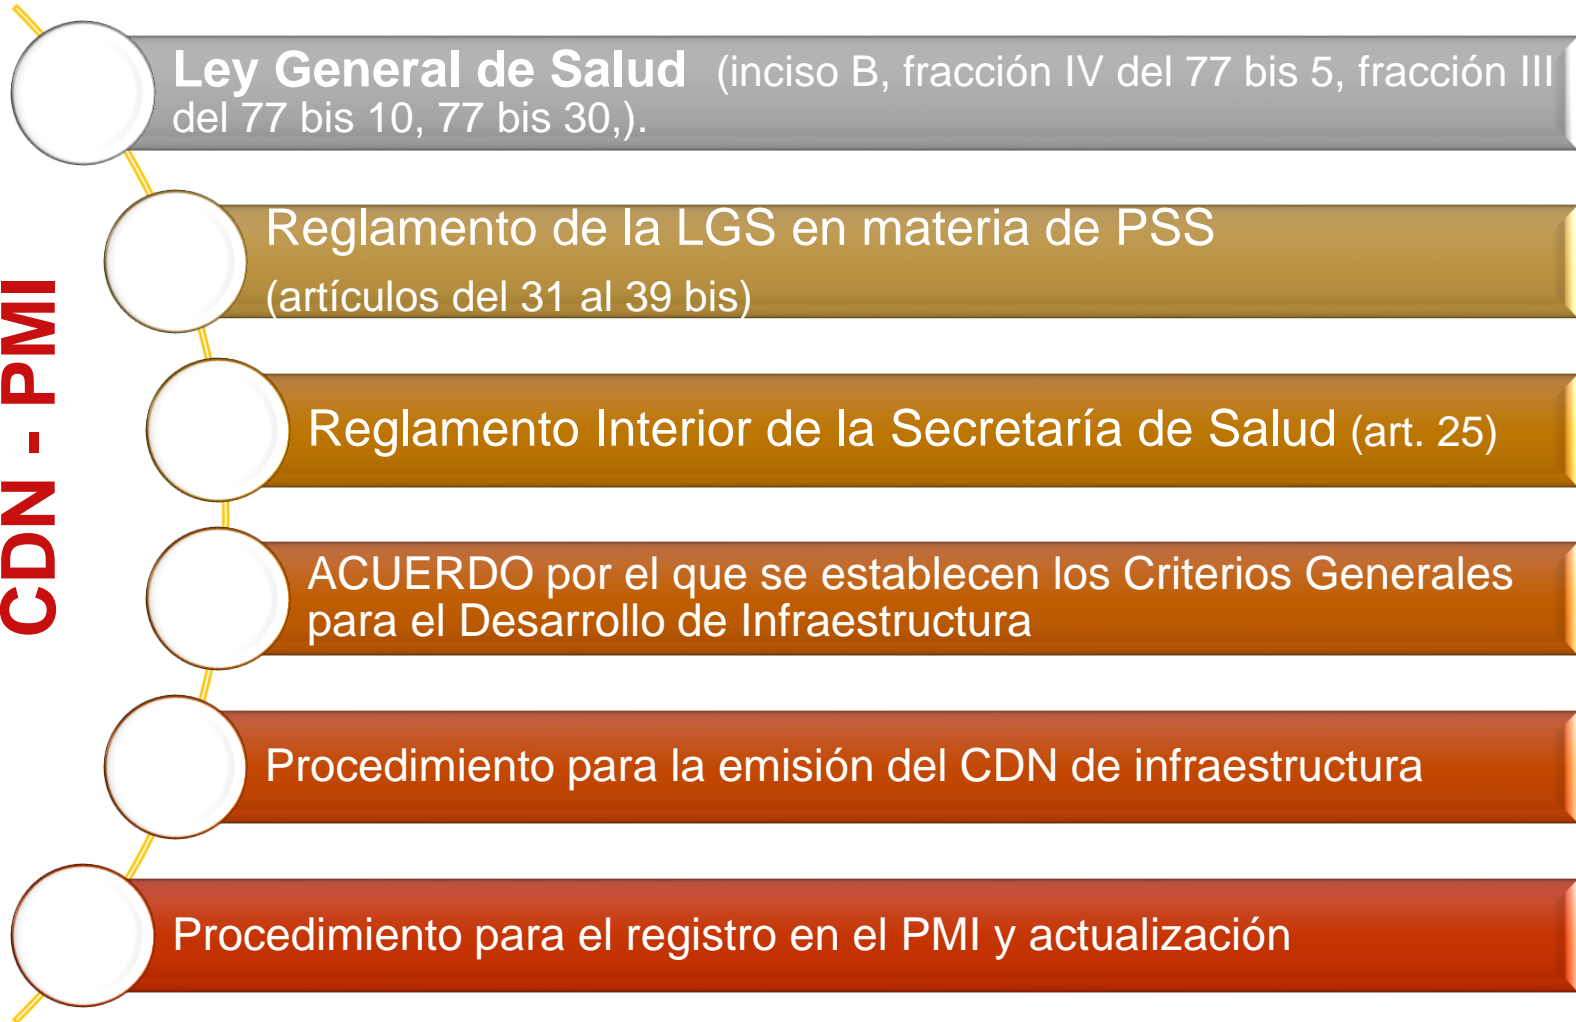 CDN - PMI
Ley General de Salud (inciso B, fracción IV del 77 bis 5, fracción III
del 77 bis 10, 77 bis 30,).
Reglamento de la LGS en materia de PSS
(artículos del 31 al 39 bis)
Reglamento Interior de la Secretaría de Salud (art. 25)
ACUERDO por el que se establecen los Criterios Generales
para el Desarrollo de Infraestructura
Procedimiento para la emisión del CDN de infraestructura
Procedimiento para el registro en el PMI y actualización